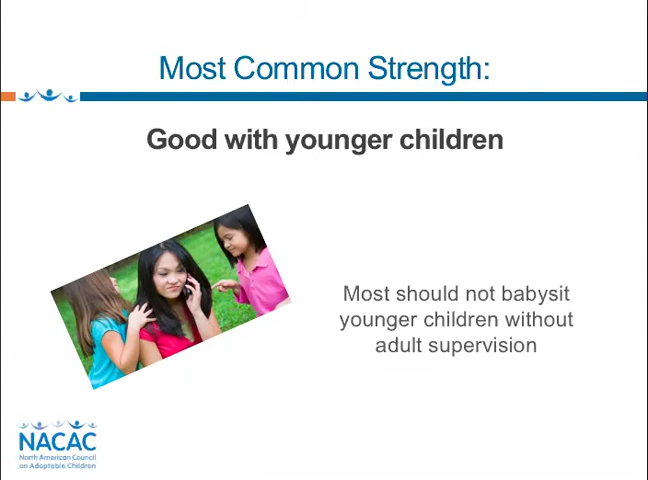 Most Common Strength:
Good with younger children
Most should not babysit
younger children without
adult supervision
NACAC
North American Council
on Adoptable Children